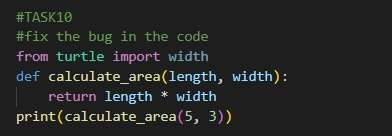 #TASK10
#fix the bug in the code
from turtle import width
def calculate_area(length, width):
    return length * width
print(calculate_area(5, 3))